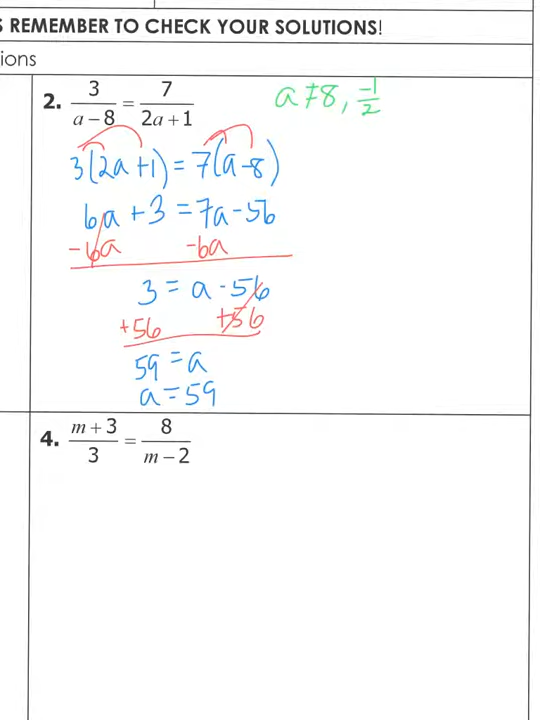 S REMEMBER TO CHECK YOUR SOLUTIONS!
ions
2. 3/(a − 8) = 7/(2a + 1)
a ≠ 8, -1/2
3(2a + 1) = 7(a - 8)
6a + 3 = 7a - 56
- 6a - 6a
3 = a - 56
+56 +56
59 = a
a = 59
4. (m + 3)/3 = 8/(m − 2)